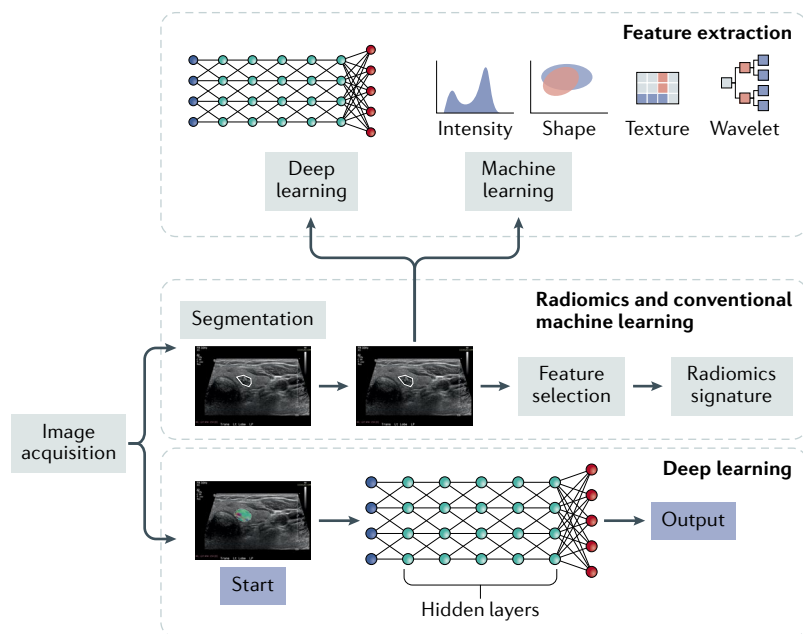 Feature extraction
Intensity
Shape
Texture
Wavelet
Deep
learning
Machine
learning
Radiomics and conventional
machine learning
Segmentation
Feature
selection
Radiomics
signature
Image
acquisition
Deep learning
Start
Output
Hidden layers